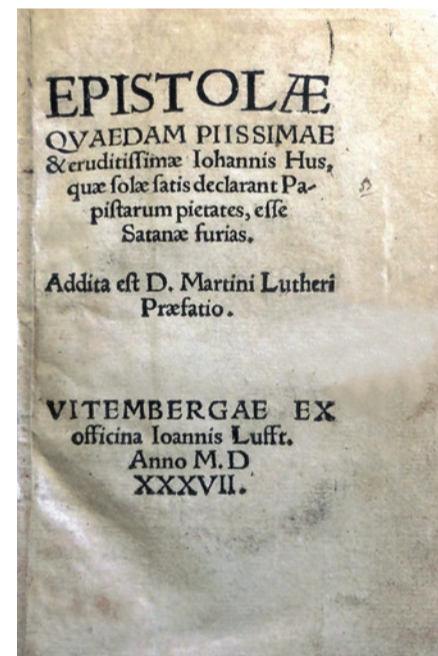 EPISTOLÆ
QVAEDAM PIISSIMAE
& eruditiſſimæ Iohannis Hus,
quæ ſolæ ſatis declarant Pa-
piſtarum pietates, eſſe
Satanæ furias.
Addita eſt D. Martini Lutheri
Præfatio.
VITEMBERGAE EX
officina Ioannis Lufft.
Anno M. D
XXXVII.